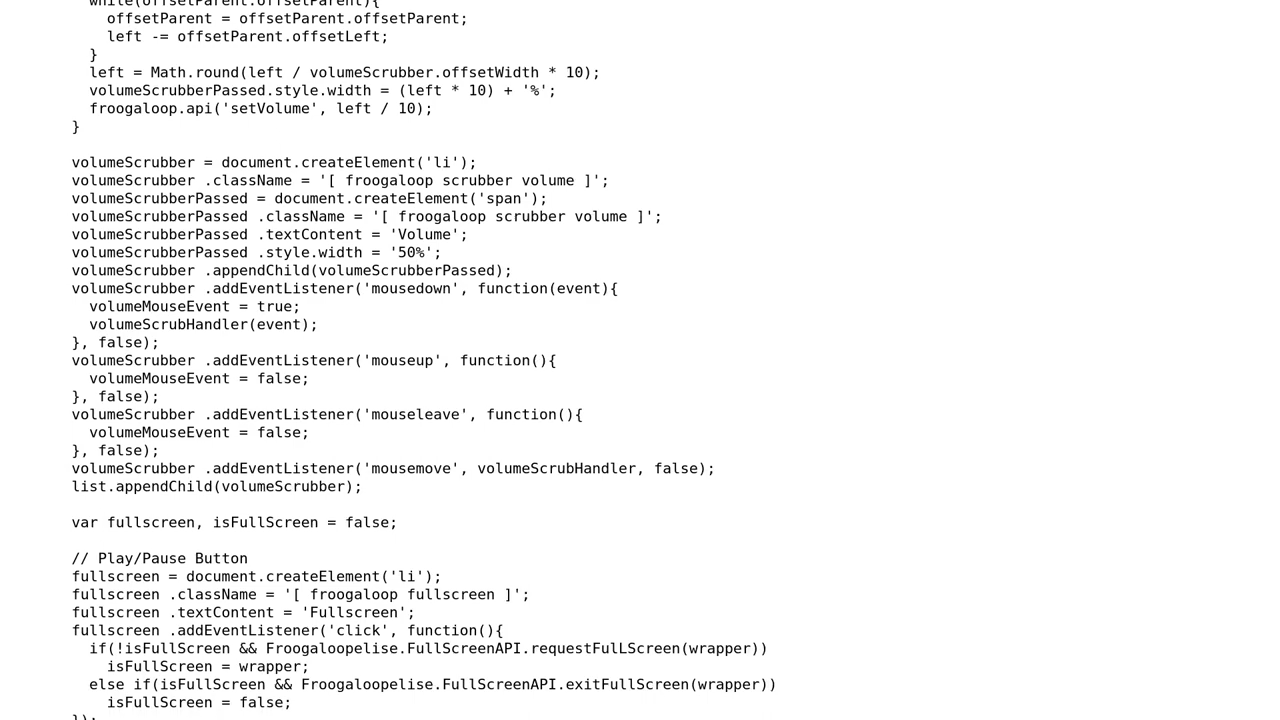 while(offsetParent.offsetParent){
offsetParent = offsetParent.offsetParent;
left -= offsetParent.offsetLeft;
}
left = Math.round(left / volumeScrubber.offsetWidth * 10);
volumeScrubberPassed.style.width = (left * 10) + '%';
froogaloop.api('setVolume', left / 10);
}
volumeScrubber = document.createElement('li');
volumeScrubber .className = '[ froogaloop scrubber volume ]';
volumeScrubberPassed = document.createElement('span');
volumeScrubberPassed .className = '[ froogaloop scrubber volume ]';
volumeScrubberPassed .textContent = 'Volume';
volumeScrubberPassed .style.width = '50%';
volumeScrubber .appendChild(volumeScrubberPassed);
volumeScrubber .addEventListener('mousedown', function(event){
volumeMouseEvent = true;
volumeScrubHandler(event);
}, false);
volumeScrubber .addEventListener('mouseup', function(){
volumeMouseEvent = false;
}, false);
volumeScrubber .addEventListener('mouseleave', function(){
volumeMouseEvent = false;
}, false);
volumeScrubber .addEventListener('mousemove', volumeScrubHandler, false);
list.appendChild(volumeScrubber);
var fullscreen, isFullScreen = false;
// Play/Pause Button
fullscreen = document.createElement('li');
fullscreen .className = '[ froogaloop fullscreen ]';
fullscreen .textContent = 'Fullscreen';
fullscreen .addEventListener('click', function(){
if(!isFullScreen && Froogaloopelise.FullScreenAPI.requestFulLScreen(wrapper))
isFullScreen = wrapper;
else if(isFullScreen && Froogaloopelise.FullScreenAPI.exitFullScreen(wrapper))
isFullScreen = false;
});